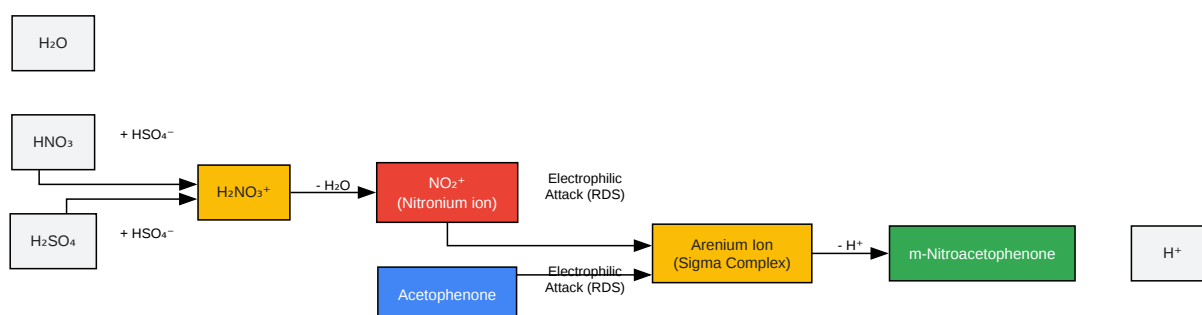 H₂O
HNO₃
+ HSO₄⁻
H₂SO₄
+ HSO₄⁻
H₂NO₃⁺
- H₂O
NO₂⁺
(Nitronium ion)
Electrophilic
Attack (RDS)
Acetophenone
Electrophilic
Attack (RDS)
Arenium Ion
(Sigma Complex)
- H⁺
m-Nitroacetophenone
H⁺